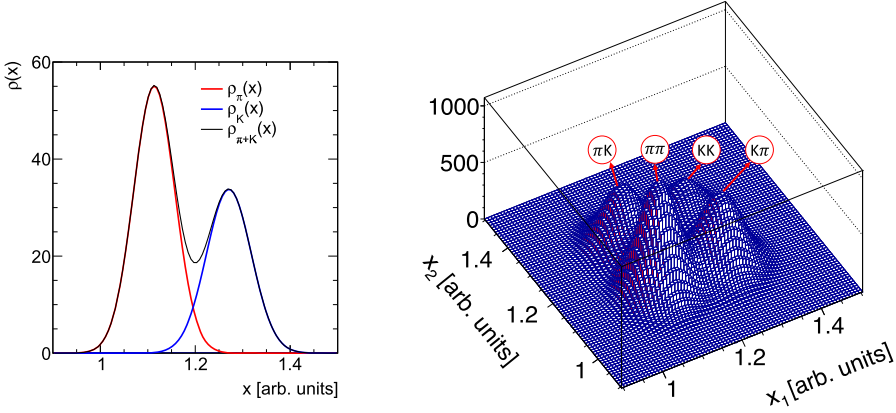 ρ(x)
60
40
20
0
1
1.2
1.4
x [arb. units]
ρπ(x)
ρK(x)
ρπ+K(x)
1000
500
0
πK
ππ
KK
Kπ
1.4
1.2
1
x2 [arb. units]
1
1.2
1.4
x1 [arb. units]